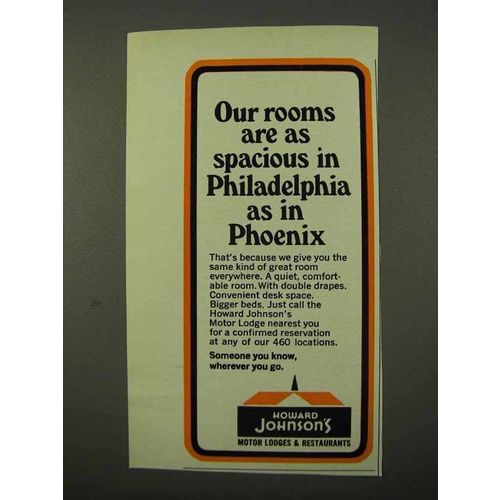 Our rooms
are as
spacious in
Philadelphia
as in
Phoenix
That's because we give you the
same kind of great room
everywhere. A quiet, comfort-
able room. With double drapes.
Convenient desk space.
Bigger beds. Just call the
Howard Johnson's
Motor Lodge nearest you
for a confirmed reservation
at any of our 460 locations.
Someone you know,
wherever you go.
HOWARD
JOHNSON'S
MOTOR LODGES & RESTAURANTS